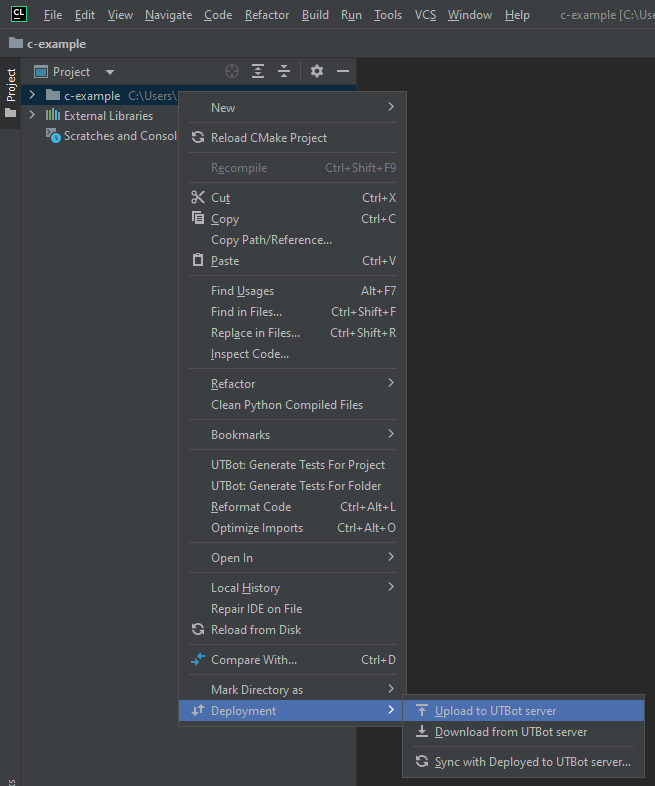 CL File Edit View Navigate Code Refactor Build Run Tools VCS Window Help c-example [C:\Use
c-example
Project
Project
c-example C:\Users\
External Libraries
Scratches and Consol
New
Reload CMake Project
Recompile Ctrl+Shift+F9
Cut Ctrl+X
Copy Ctrl+C
Copy Path/Reference...
Paste Ctrl+V
Find Usages Alt+F7
Find in Files... Ctrl+Shift+F
Replace in Files... Ctrl+Shift+R
Inspect Code...
Refactor
Clean Python Compiled Files
Bookmarks
UTBot: Generate Tests For Project
UTBot: Generate Tests For Folder
Reformat Code Ctrl+Alt+L
Optimize Imports Ctrl+Alt+O
Open In
Local History
Repair IDE on File
Reload from Disk
Compare With... Ctrl+D
Mark Directory as
Deployment
Upload to UTBot server
Download from UTBot server
Sync with Deployed to UTBot server...